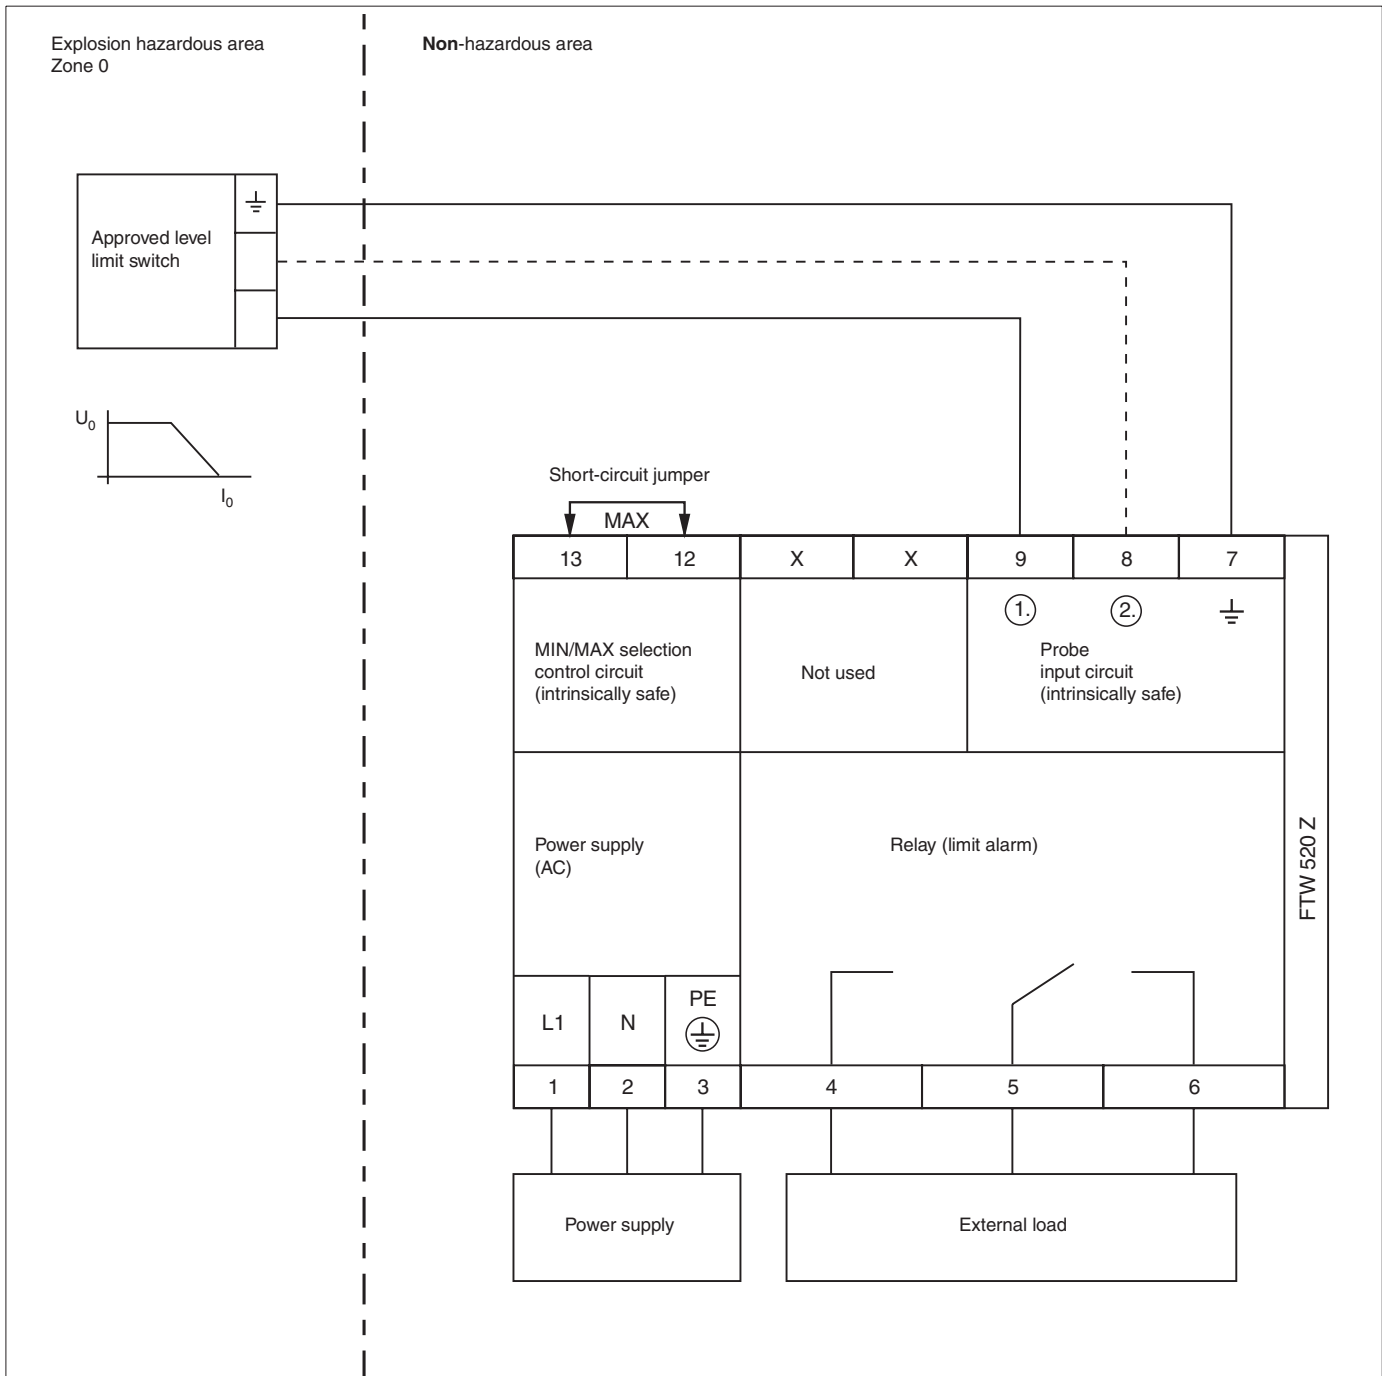 Explosion hazardous area
Zone 0
Non-hazardous area
Approved level
limit switch
U0
I0
Short-circuit jumper
MAX
13 12 X X 9 8 7
1. 2.
MIN/MAX selection
control circuit
(intrinsically safe)
Not used
Probe
input circuit
(intrinsically safe)
Power supply
(AC)
Relay (limit alarm)
FTW 520 Z
L1 N PE
1 2 3 4 5 6
Power supply
External load